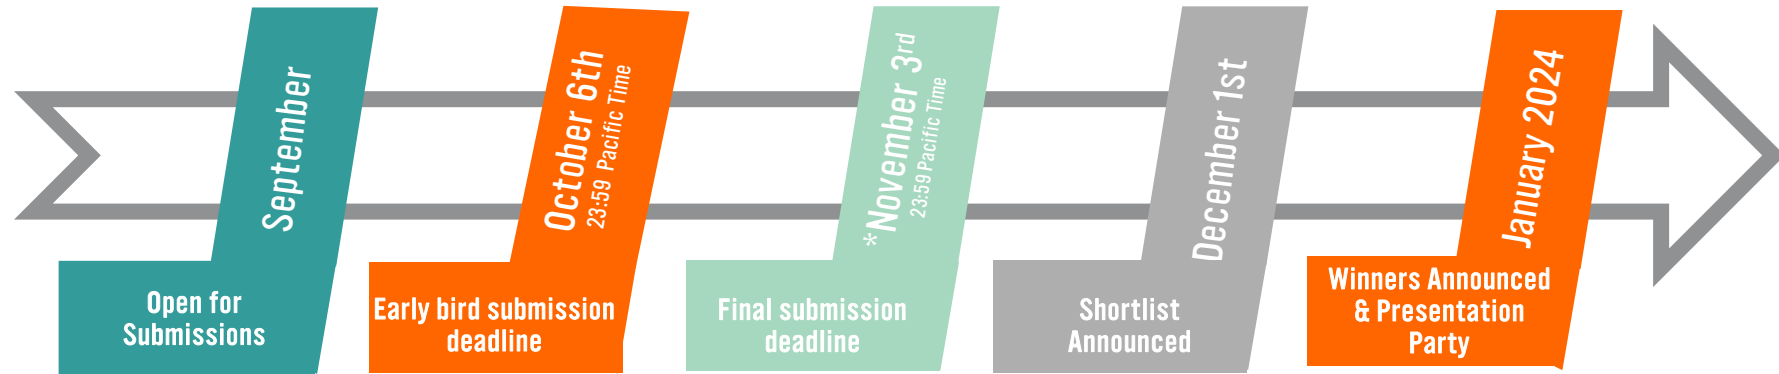 September
Open for
Submissions
October 6th
23:59 Pacific Time
Early bird submission
deadline
*November 3rd
23:59 Pacific Time
Final submission
deadline
December 1st
Shortlist
Announced
January 2024
Winners Announced
& Presentation
Party